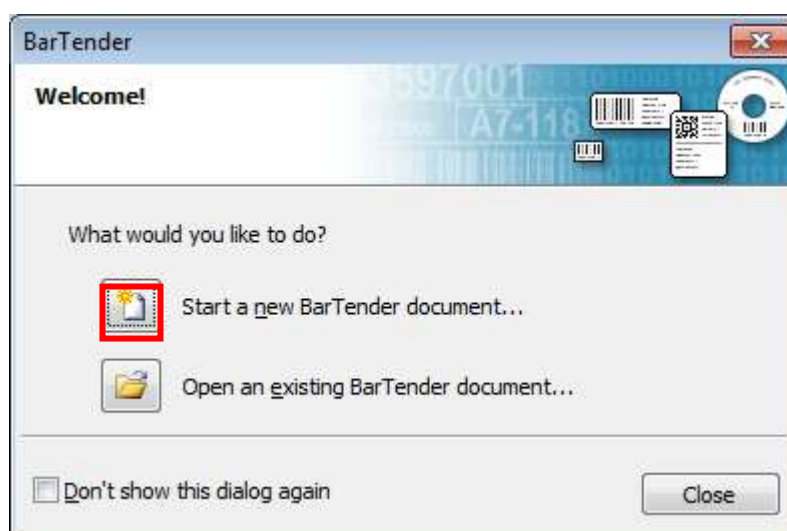 BarTender
Welcome!
3597001
A7-118
What would you like to do?
Start a new BarTender document...
Open an existing BarTender document...
Don't show this dialog again
Close